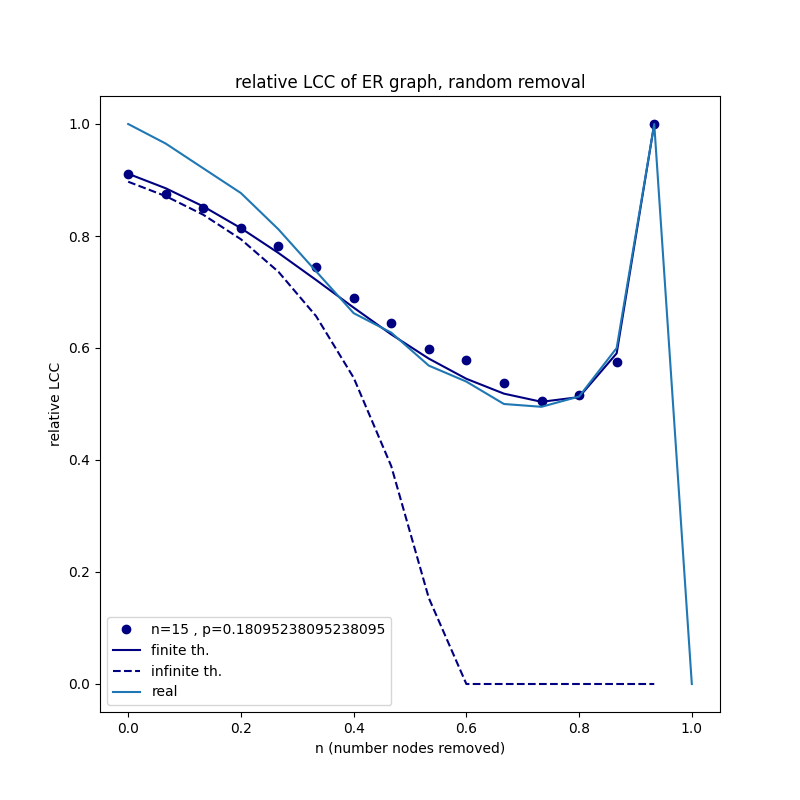 relative LCC of ER graph, random removal
relative LCC
1.0
0.8
0.6
0.4
0.2
0.0
n=15 , p=0.18095238095238095
finite th.
infinite th.
real
0.0 0.2 0.4 0.6 0.8 1.0
n (number nodes removed)